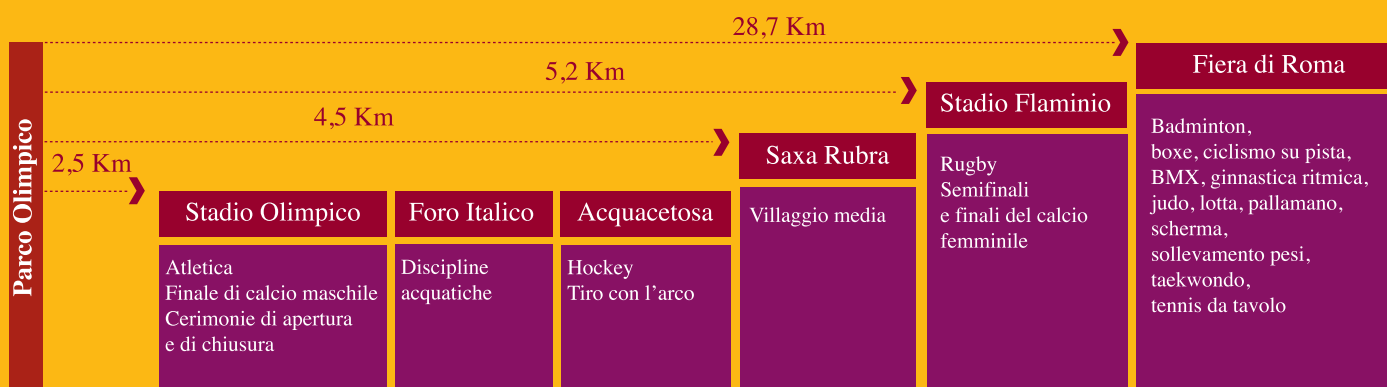 28,7 Km
5,2 Km
4,5 Km
2,5 Km
Parco Olimpico
Stadio Olimpico
Atletica
Finale di calcio maschile
Cerimonie di apertura
e di chiusura
Foro Italico
Discipline
acquatiche
Acquacetosa
Hockey
Tiro con l’arco
Saxa Rubra
Villaggio media
Stadio Flaminio
Rugby
Semifinali
e finali del calcio
femminile
Fiera di Roma
Badminton,
boxe, ciclismo su pista,
BMX, ginnastica ritmica,
judo, lotta, pallamano,
scherma,
sollevamento pesi,
taekwondo,
tennis da tavolo